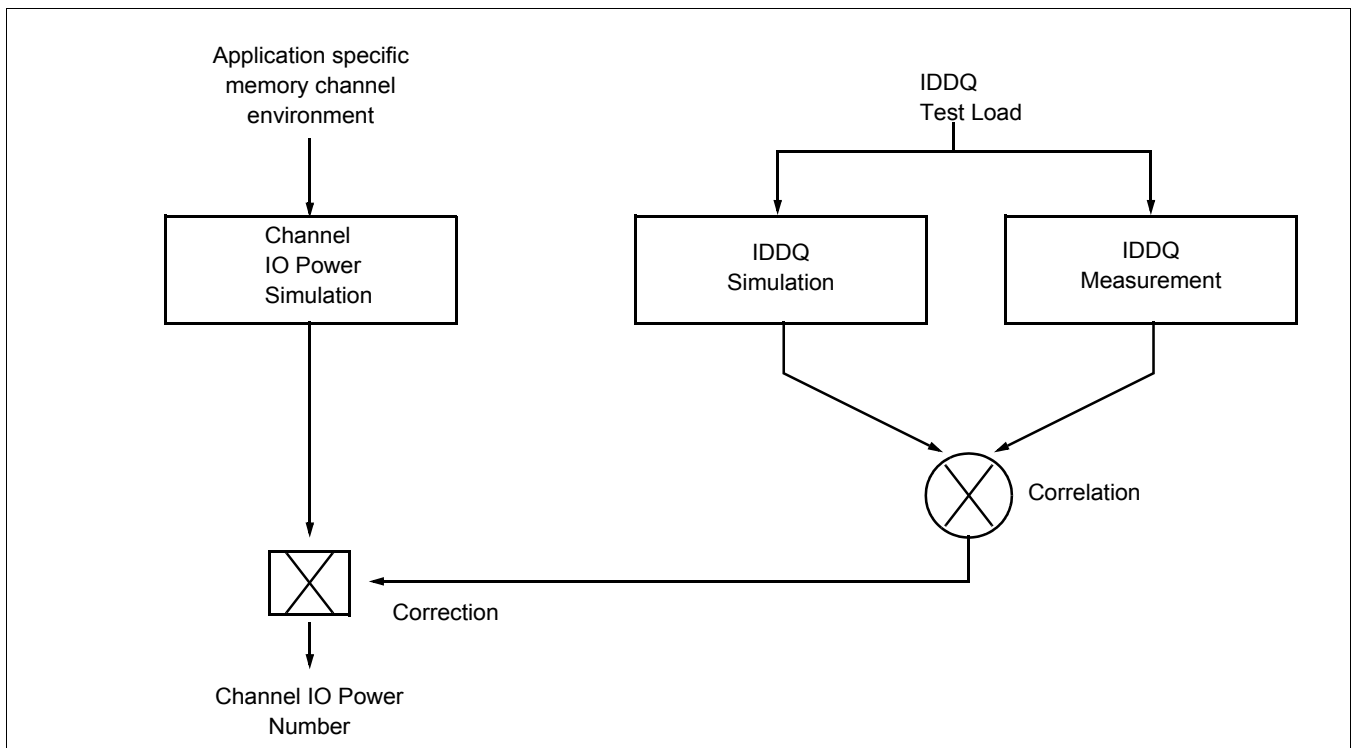 Application specific
memory channel
environment
IDDQ
Test Load
Channel
IO Power
Simulation
IDDQ
Simulation
IDDQ
Measurement
Correlation
Correction
Channel IO Power
Number